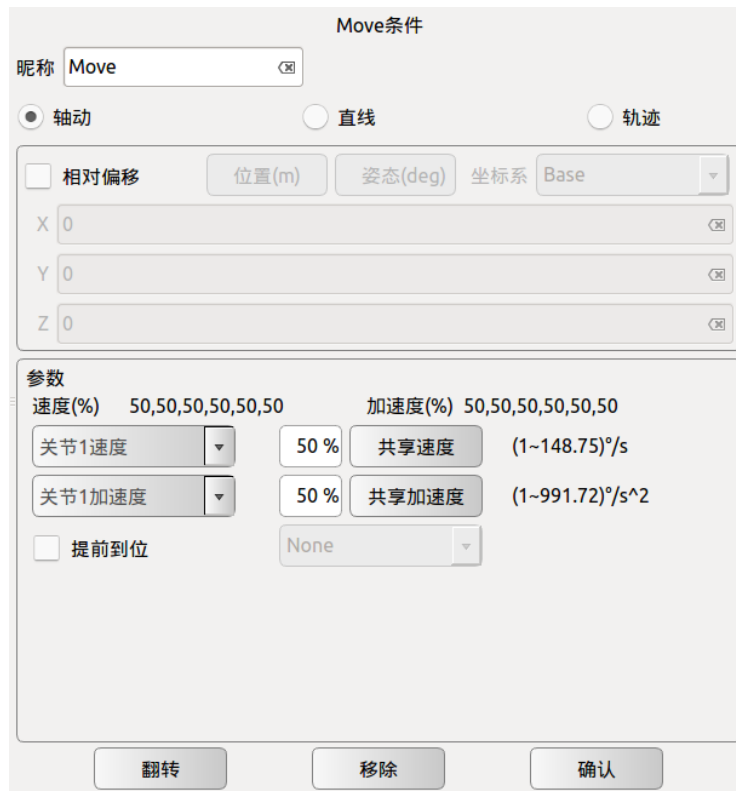 Move条件
昵称 Move
轴动 直线 轨迹
相对偏移 位置(m) 姿态(deg) 坐标系 Base
X 0
Y 0
Z 0
参数
速度(%) 50,50,50,50,50,50 加速度(%) 50,50,50,50,50,50
关节1速度 50 % 共享速度 (1~148.75)°/s
关节1加速度 50 % 共享加速度 (1~991.72)°/s^2
提前到位 None
翻转 移除 确认